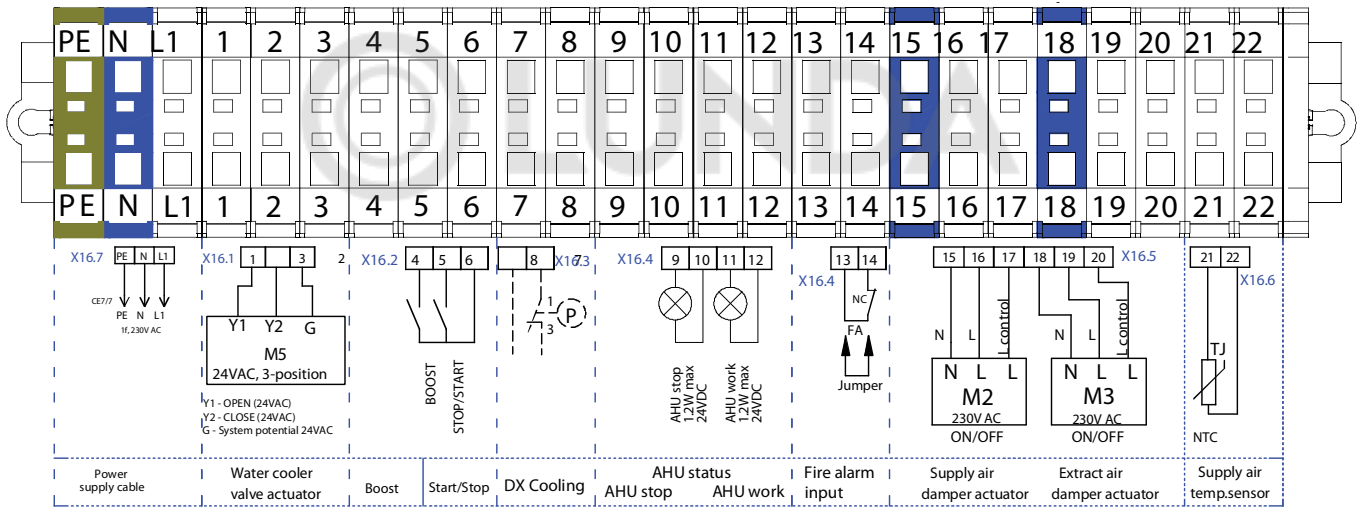 PE N L1 1 2 3 4 5 6 7 8 9 10 11 12 13 14 15 16 17 18 19 20 21 22
LUNDA
PE N L1 1 2 3 4 5 6 7 8 9 10 11 12 13 14 15 16 17 18 19 20 21 22
X16.7 PE N L1
CE7/7
PE N L1
1f, 230V AC
X16.1 1 3 2
Y1 Y2 G
M5
24VAC, 3-position
Y1 - OPEN (24VAC)
Y2 - CLOSE (24VAC)
G - System potential 24VAC
X16.2 4 5 6
BOOST
STOP/START
8 X16.3 7
1
P
3
X16.4 9 10 11 12
AHU stop
1.2W max
24VDC
AHU work
1.2W max
24VDC
13 14
X16.4
NC
FA
Jumper
15 16 17 18 19 20 X16.5
N L L control
N L L
M2
230V AC
ON/OFF
N L L control
N L L
M3
230V AC
ON/OFF
21 22
X16.6
TJ
NTC
Power
supply cable
Water cooler
valve actuator
Boost
Start/Stop
DX Cooling
AHU status
AHU stop AHU work
Fire alarm
input
Supply air
damper actuator
Extract air
damper actuator
Supply air
temp.sensor